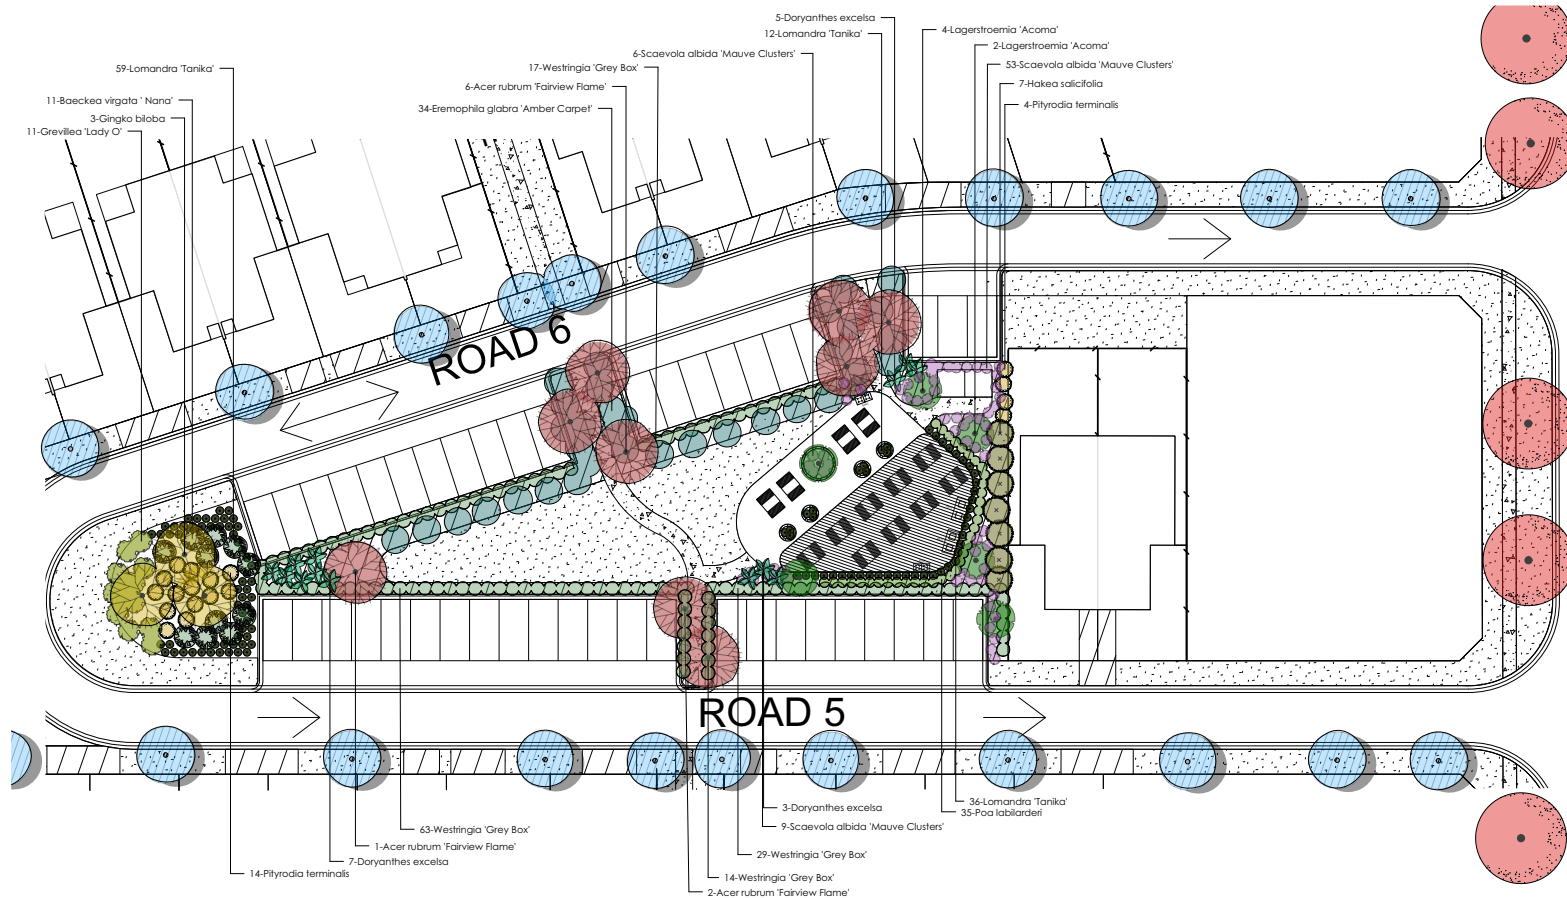 5-Doryanthes excelsa
12-Lomandra 'Tanika'
4-Lagerstroemia 'Acoma'
2-Lagerstroemia 'Acoma'
6-Scaevola albida 'Mauve Clusters'
53-Scaevola albida 'Mauve Clusters'
59-Lomandra 'Tanika'
17-Westringia 'Grey Box'
6-Acer rubrum 'Fairview Flame'
7-Hakea salicifolia
11-Baeckea virgata ' Nana'
34-Eremophila glabra 'Amber Carpet'
4-Pityrodia terminalis
3-Gingko biloba
11-Grevillea 'Lady O'
ROAD 6
ROAD 5
36-Lomandra 'Tanika'
3-Doryanthes excelsa
35-Poa labilarderi
9-Scaevola albida 'Mauve Clusters'
63-Westringia 'Grey Box'
1-Acer rubrum 'Fairview Flame'
29-Westringia 'Grey Box'
7-Doryanthes excelsa
14-Pityrodia terminalis
14-Westringia 'Grey Box'
2-Acer rubrum 'Fairview Flame'